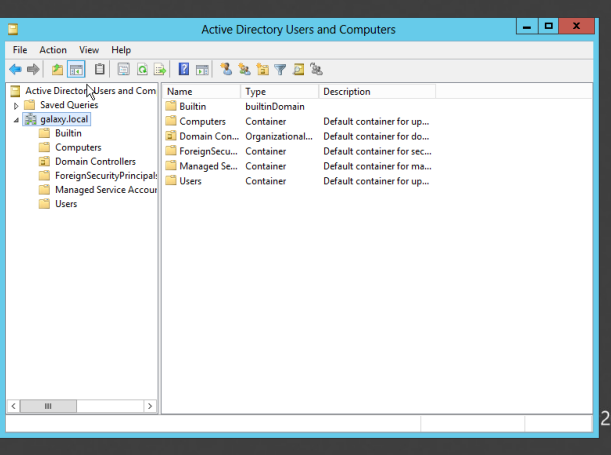 Active Directory Users and Computers
File Action View Help
Active Directory Users and Com
Saved Queries
galaxy.local
Builtin
Computers
Domain Controllers
ForeignSecurityPrincipals
Managed Service Accour
Users
Name Type Description
Builtin builtinDomain
Computers Container Default container for up...
Domain Con... Organizational... Default container for do...
ForeignSecu... Container Default container for sec...
Managed Se... Container Default container for ma...
Users Container Default container for up...
2